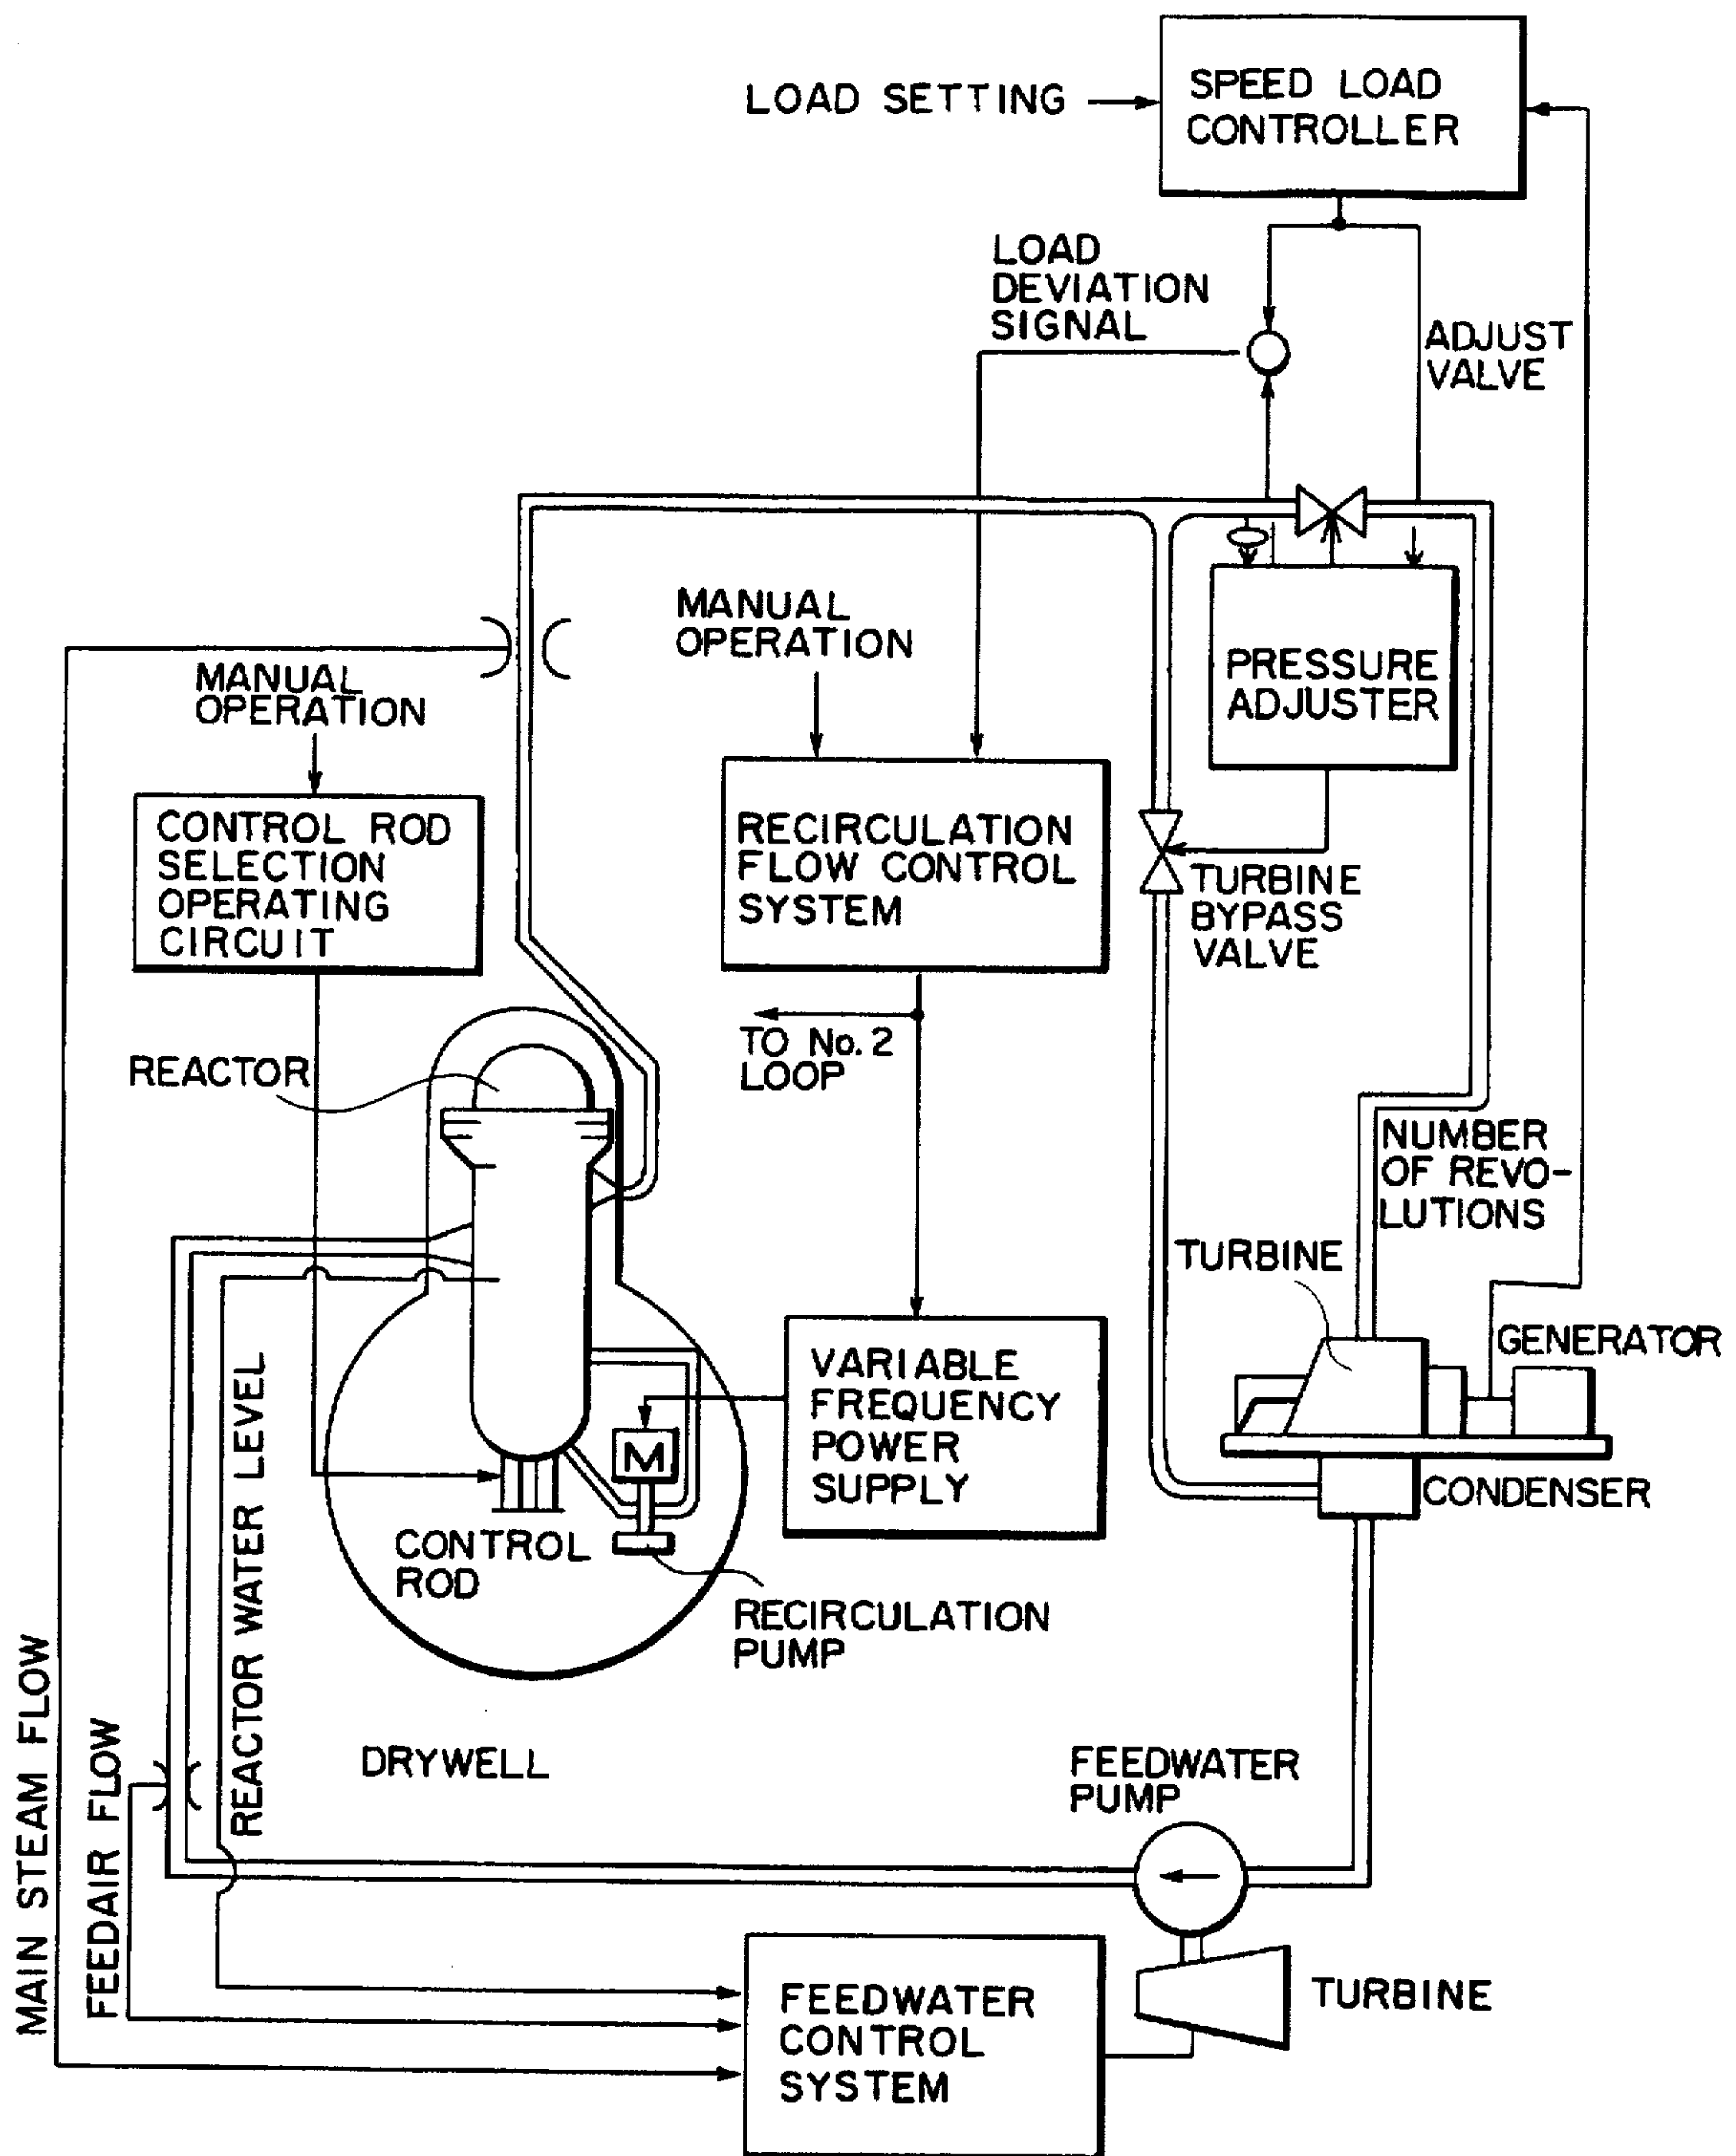 LOAD SETTING
SPEED LOAD
CONTROLLER
LOAD
DEVIATION
SIGNAL
ADJUST
VALVE
MANUAL
OPERATION
MANUAL
OPERATION
PRESSURE
ADJUSTER
CONTROL ROD
SELECTION
OPERATING
CIRCUIT
RECIRCULATION
FLOW CONTROL
SYSTEM
TURBINE
BYPASS
VALVE
TO No. 2
LOOP
REACTOR
NUMBER
OF REVO-
LUTIONS
TURBINE
GENERATOR
VARIABLE
FREQUENCY
POWER
SUPPLY
M
CONDENSER
CONTROL
ROD
RECIRCULATION
PUMP
REACTOR WATER LEVEL
MAIN STEAM FLOW
FEEDAIR FLOW
DRYWELL
FEEDWATER
PUMP
FEEDWATER
CONTROL
SYSTEM
TURBINE